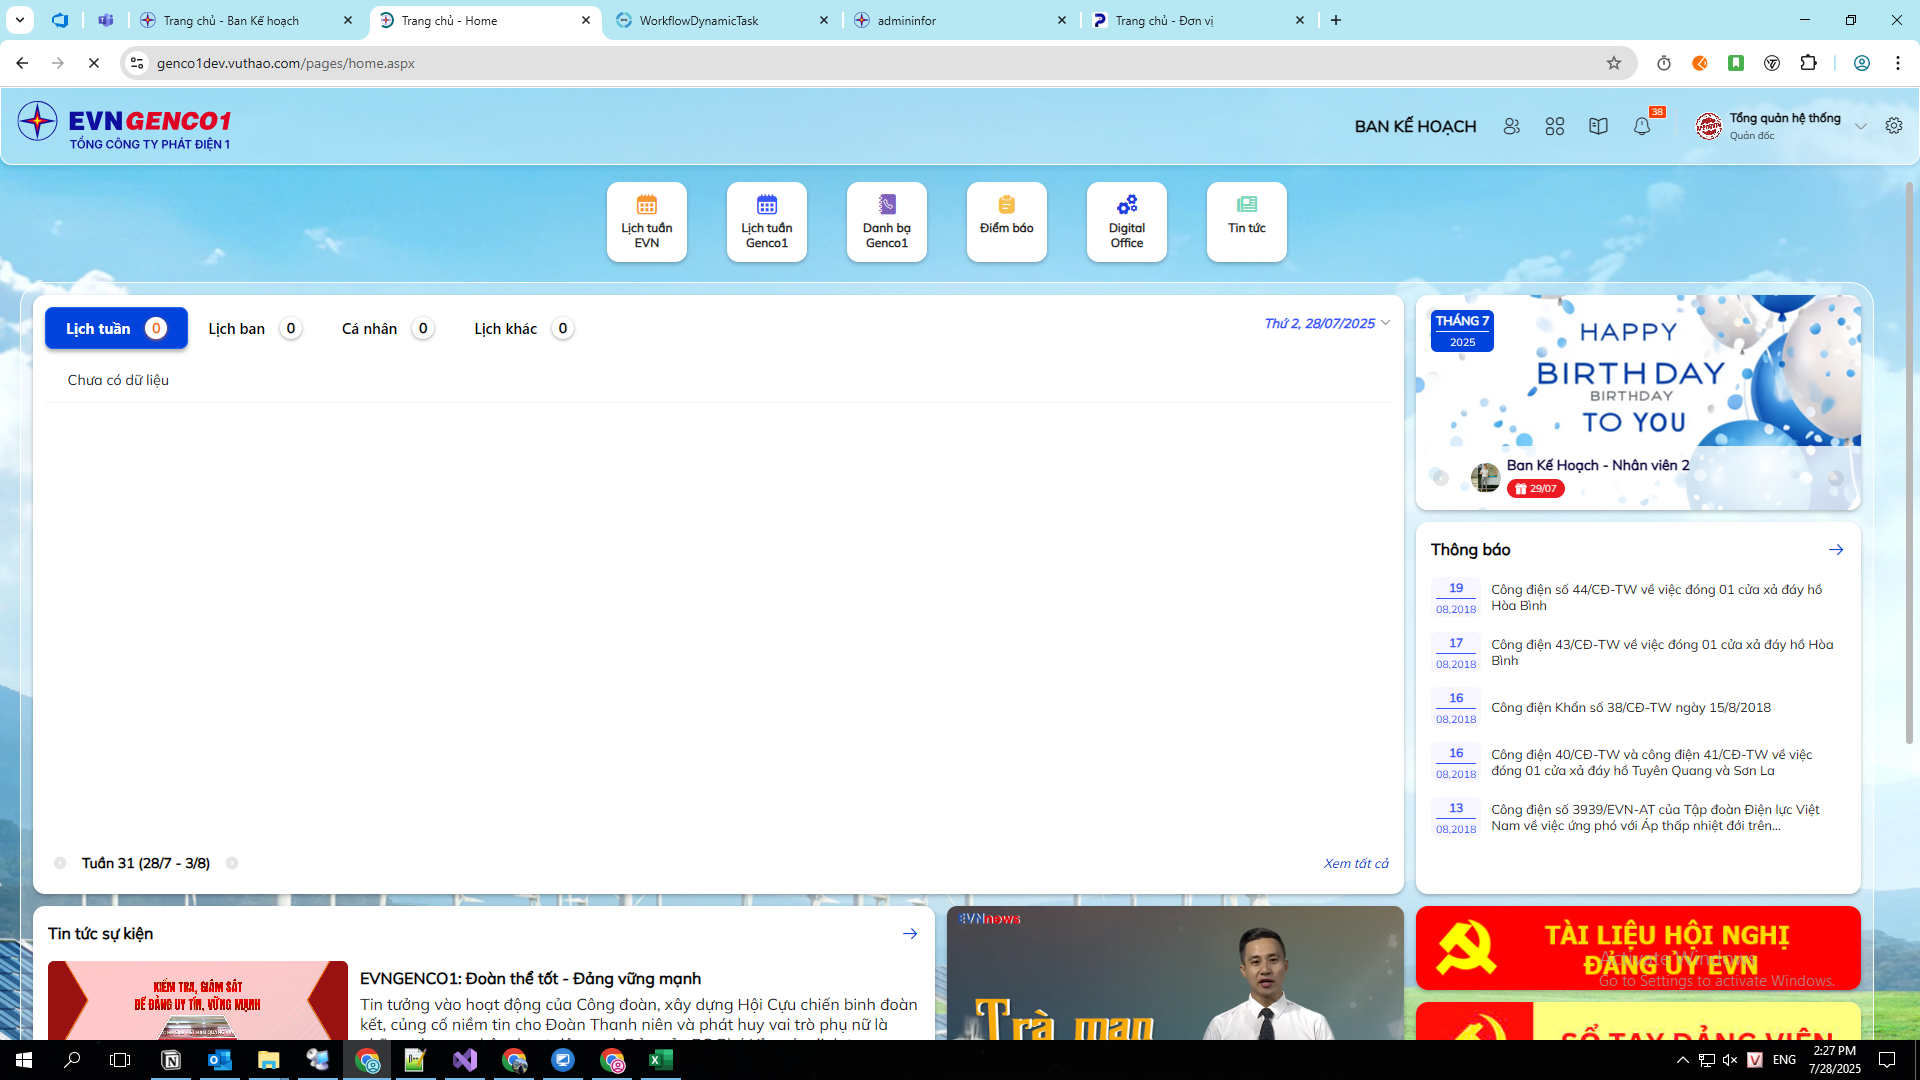 Trang chủ - Ban Kế hoạch
Trang chủ - Home
WorkflowDynamicTask
admininfor
Trang chủ - Đơn vị
genco1dev.vuthao.com/pages/home.aspx
EVNGENCO1
TỔNG CÔNG TY PHÁT ĐIỆN 1
BAN KẾ HOẠCH
38
Tổng quản hệ thống
Quản đốc
Lịch tuần
EVN
Lịch tuần
Genco1
Danh bạ
Genco1
Điểm báo
Digital
Office
Tin tức
Lịch tuần 0
Lịch ban 0
Cá nhân 0
Lịch khác 0
Thứ 2, 28/07/2025
Chưa có dữ liệu
Tuần 31 (28/7 - 3/8)
Xem tất cả
THÁNG 7
2025
HAPPY
BIRTHDAY
BIRTHDAY
TO YOU
Ban Kế Hoạch - Nhân viên 2
29/07
Thông báo
19
08,2018
Công điện số 44/CĐ-TW về việc đóng 01 cửa xả đáy hồ
Hòa Bình
17
08,2018
Công điện 43/CĐ-TW về việc đóng 01 cửa xả đáy hồ Hòa
Bình
16
08,2018
Công điện Khẩn số 38/CĐ-TW ngày 15/8/2018
16
08,2018
Công điện 40/CĐ-TW và công điện 41/CĐ-TW về việc
đóng 01 cửa xả đáy hồ Tuyên Quang và Sơn La
13
08,2018
Công điện số 3939/EVN-AT của Tập đoàn Điện lực Việt
Nam về việc ứng phó với Áp thấp nhiệt đới trên...
Tin tức sự kiện
KIỂM TRA, GIÁM SÁT
ĐỂ ĐẢNG UY TÍN, VỮNG MẠNH
EVNGENCO1: Đoàn thể tốt - Đảng vững mạnh
Tin tưởng vào hoạt động của Công đoàn, xây dựng Hội Cựu chiến binh đoàn
kết, củng cố niềm tin cho Đoàn Thanh niên và phát huy vai trò phụ nữ là
EVNnews
Trà mạn
TÀI LIỆU HỘI NGHỊ
ĐẢNG ỦY EVN
SỔ TAY ĐẢNG VIÊN
Activate Windows
Go to Settings to activate Windows.
ENG
2:27 PM
7/28/2025